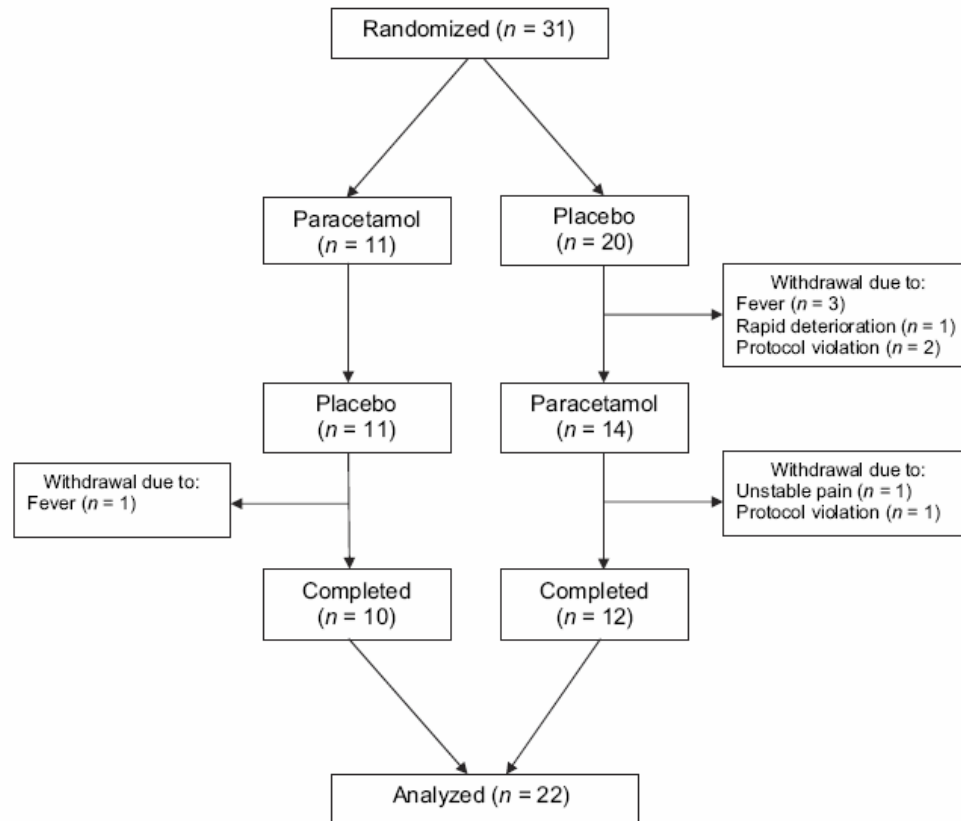 Randomized (n = 31)
Paracetamol
(n = 11)
Placebo
(n = 20)
Withdrawal due to:
Fever (n = 3)
Rapid deterioration (n = 1)
Protocol violation (n = 2)
Placebo
(n = 11)
Paracetamol
(n = 14)
Withdrawal due to:
Fever (n = 1)
Withdrawal due to:
Unstable pain (n = 1)
Protocol violation (n = 1)
Completed
(n = 10)
Completed
(n = 12)
Analyzed (n = 22)